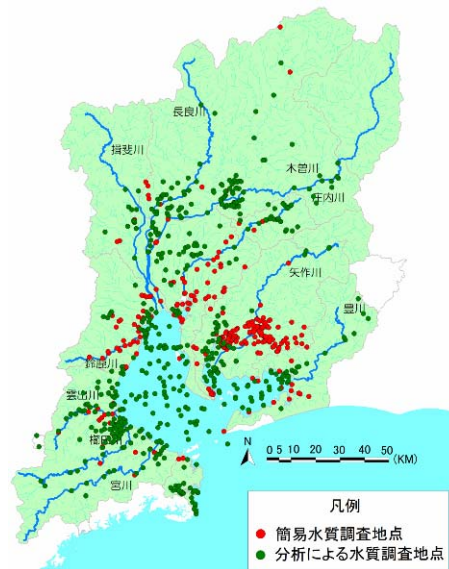 長良川
揖斐川
木曽川
庄内川
矢作川
豊川
鈴鹿川
雲出川
櫛田川
宮川
N
0 5 10 20 30 40 50
(KM)
凡例
簡易水質調査地点
分析による水質調査地点